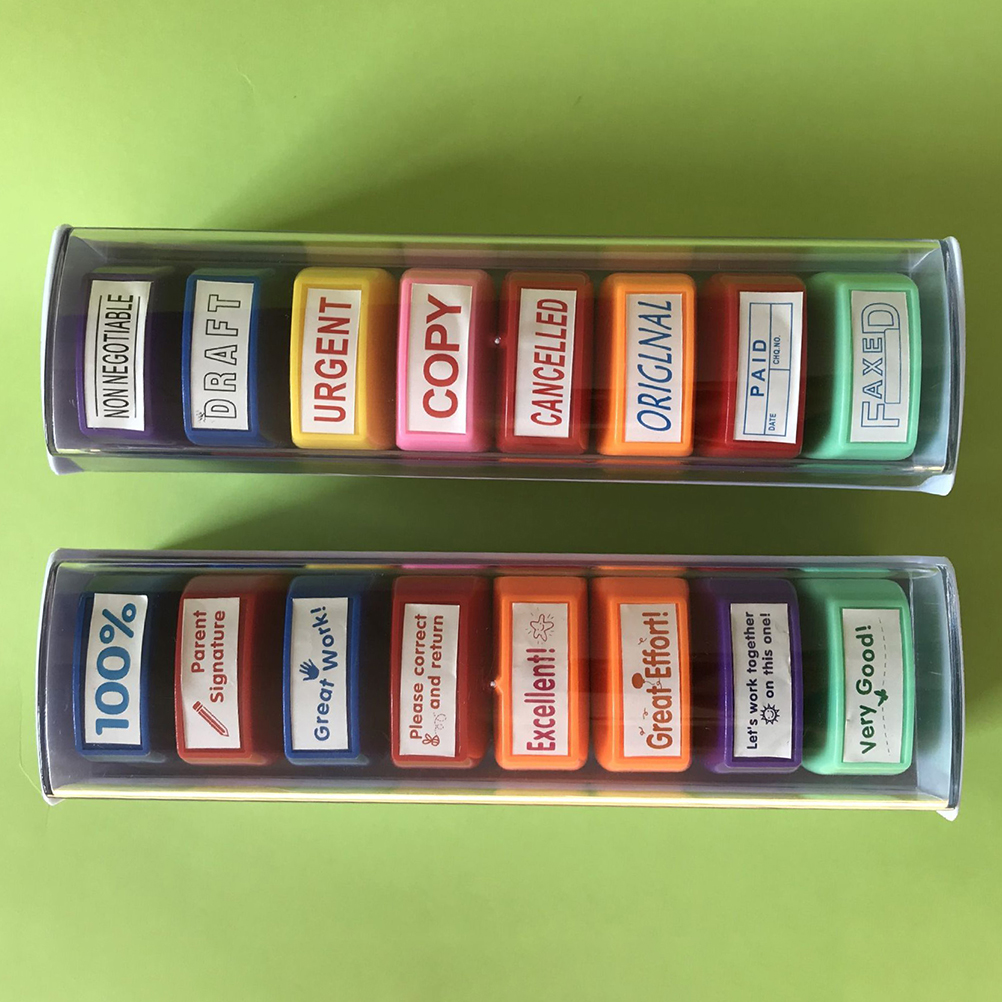 NON NEGOTIABLE
DRAFT
URGENT
COPY
CANCELLED
ORIGLNAL
PAID
DATE
CHQ.NO.
FAXED
100%
Parent
Signature
Great Work!
Please correct
and return
Excellent!
Great Effort!
Let's work together
on this one!
Very Good!